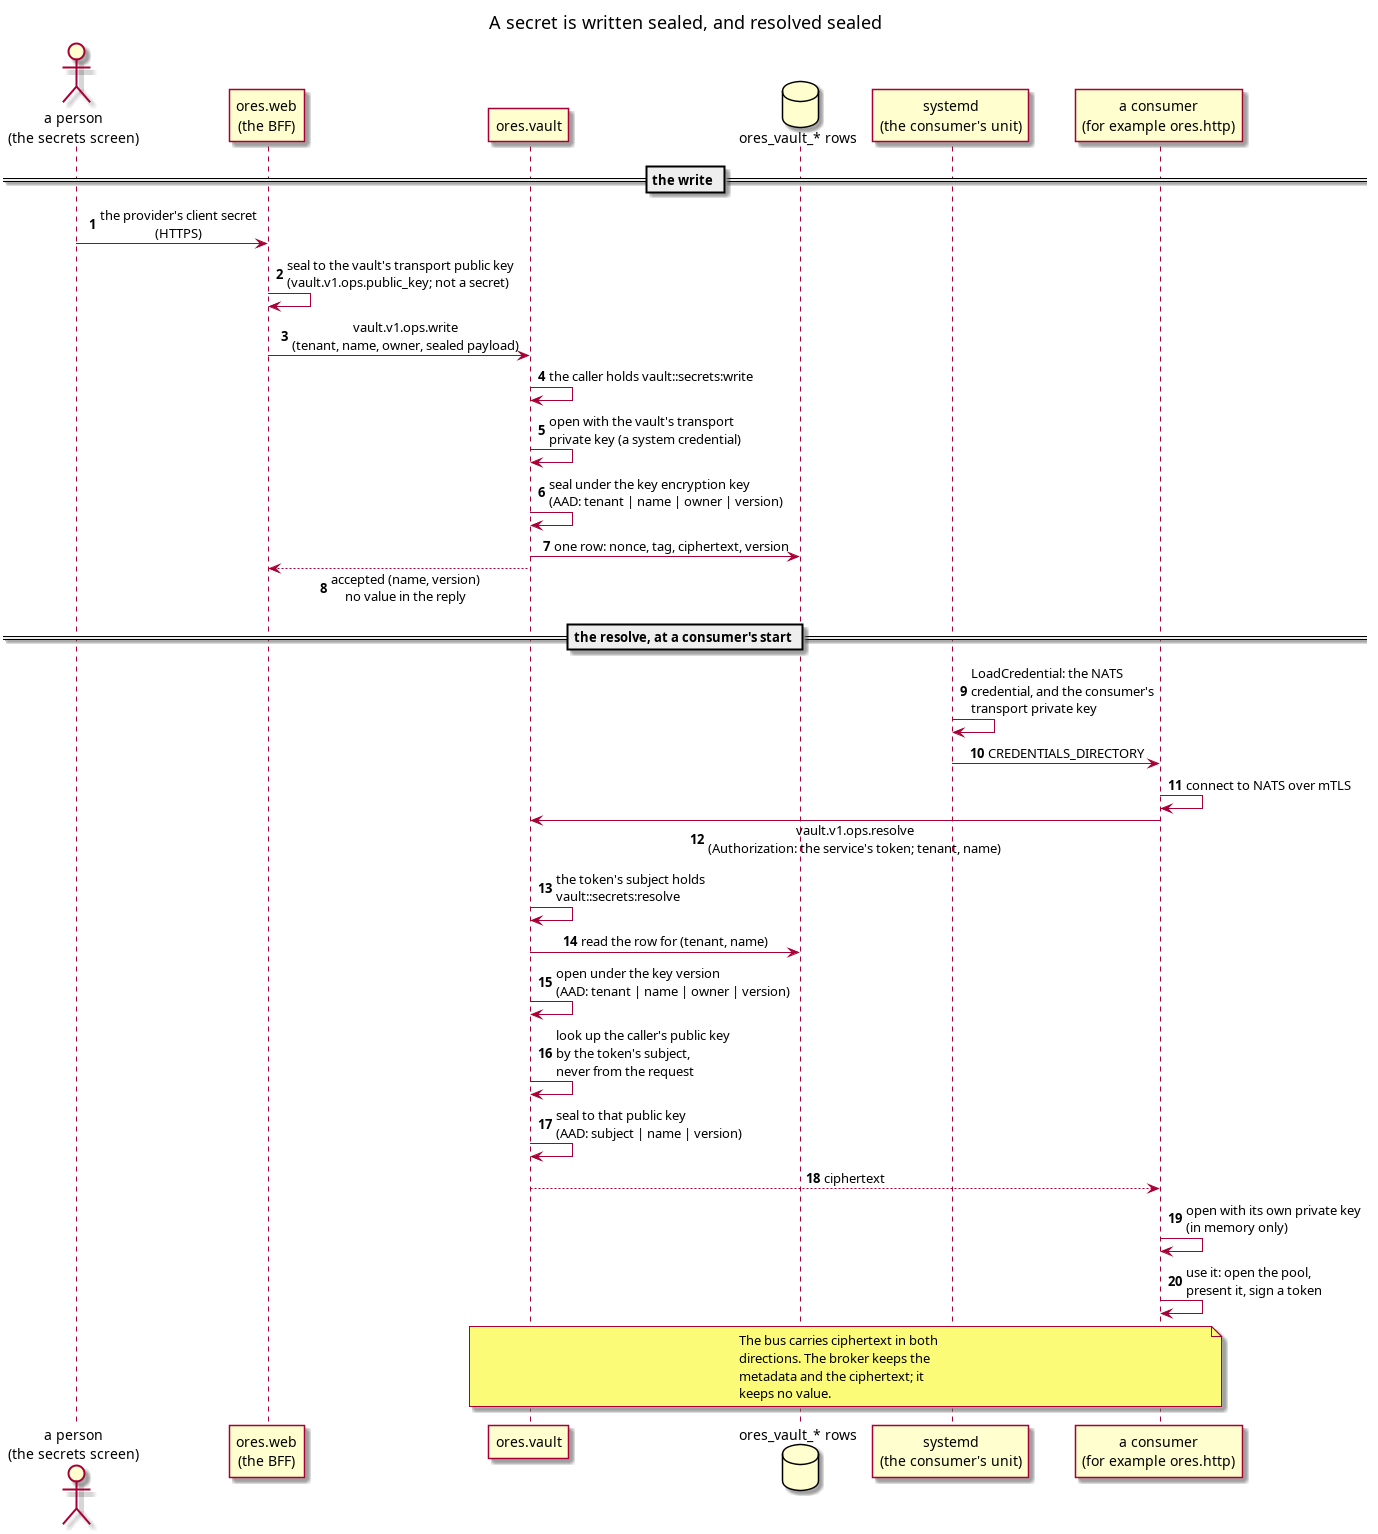 A secret is written sealed, and resolved sealed
a person
(the secrets screen)
ores.web
(the BFF)
ores.vault
ores_vault_* rows
systemd
(the consumer's unit)
a consumer
(for example ores.http)
the write
1 the provider's client secret
(HTTPS)
2 seal to the vault's transport public key
(vault.v1.ops.public_key; not a secret)
3 vault.v1.ops.write
(tenant, name, owner, sealed payload)
4 the caller holds vault::secrets:write
5 open with the vault's transport
private key (a system credential)
6 seal under the key encryption key
(AAD: tenant | name | owner | version)
7 one row: nonce, tag, ciphertext, version
8 accepted (name, version)
no value in the reply
the resolve, at a consumer's start
9 LoadCredential: the NATS
credential, and the consumer's
transport private key
10 CREDENTIALS_DIRECTORY
11 connect to NATS over mTLS
12 vault.v1.ops.resolve
(Authorization: the service's token; tenant, name)
13 the token's subject holds
vault::secrets:resolve
14 read the row for (tenant, name)
15 open under the key version
(AAD: tenant | name | owner | version)
16 look up the caller's public key
by the token's subject,
never from the request
17 seal to that public key
(AAD: subject | name | version)
18 ciphertext
19 open with its own private key
(in memory only)
20 use it: open the pool,
present it, sign a token
The bus carries ciphertext in both
directions. The broker keeps the
metadata and the ciphertext; it
keeps no value.
a person
(the secrets screen)
ores.web
(the BFF)
ores.vault
ores_vault_* rows
systemd
(the consumer's unit)
a consumer
(for example ores.http)